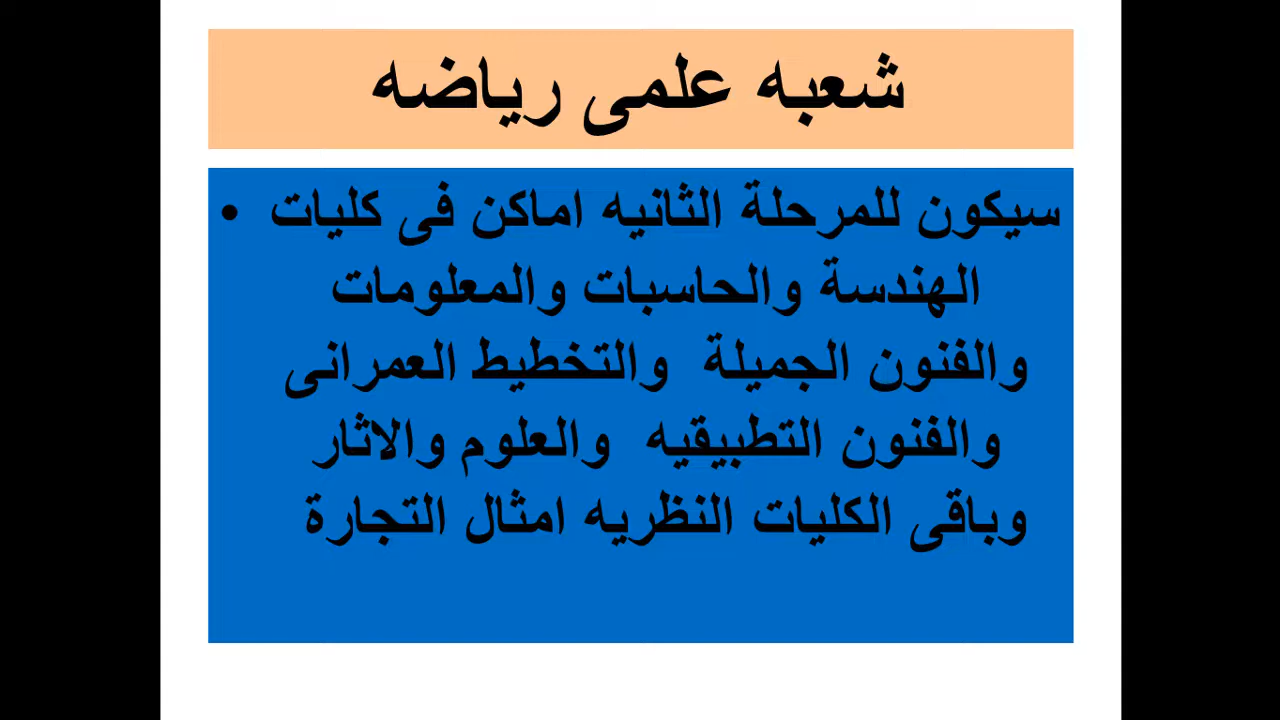 شعبه علمى رياضه
• سيكون للمرحلة الثانيه اماكن فى كليات
الهندسة والحاسبات والمعلومات
والفنون الجميلة والتخطيط العمرانى
والفنون التطبيقيه والعلوم والاثار
وباقى الكليات النظريه امثال التجارة